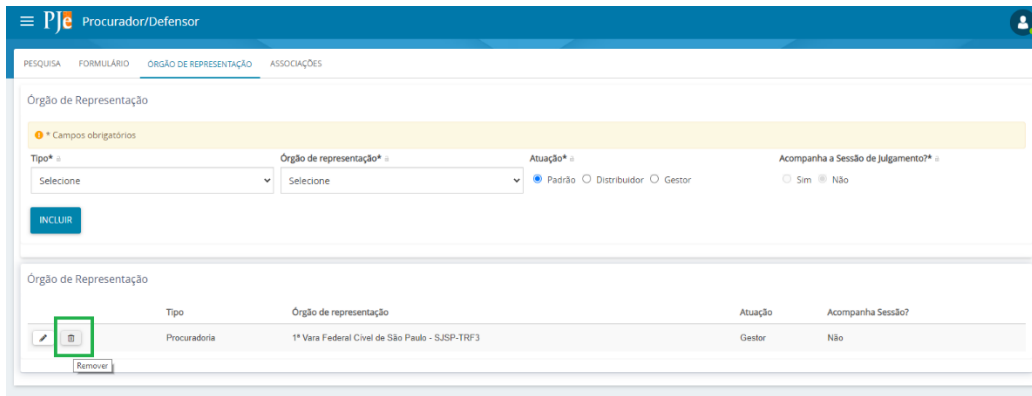 PJe Procurador/Defensor
PESQUISA FORMULÁRIO ÓRGÃO DE REPRESENTAÇÃO ASSOCIAÇÕES
Órgão de Representação
* Campos obrigatórios
Tipo* Órgão de representação* Atuação* Acompanha a Sessão de Julgamento?*
Selecione Selecione Padrão Distribuidor Gestor Sim Não
INCLUIR
Órgão de Representação
Tipo Órgão de representação Atuação Acompanha Sessão?
Procuradoria 1ª Vara Federal Cível de São Paulo - SJSP-TRF3 Gestor Não
Remover